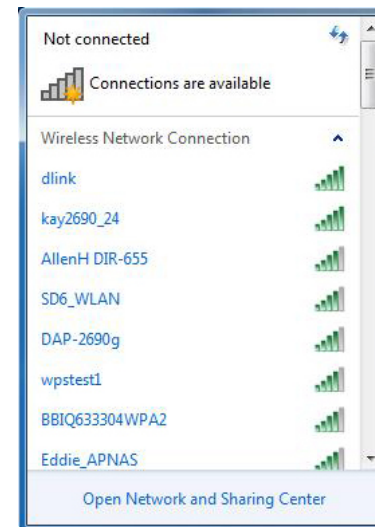 Not connected
Connections are available
Wireless Network Connection
dlink
kay2690_24
AllenH DIR-655
SD6_WLAN
DAP-2690g
wpstest1
BBIQ633304WPA2
Eddie_APNAS
Open Network and Sharing Center